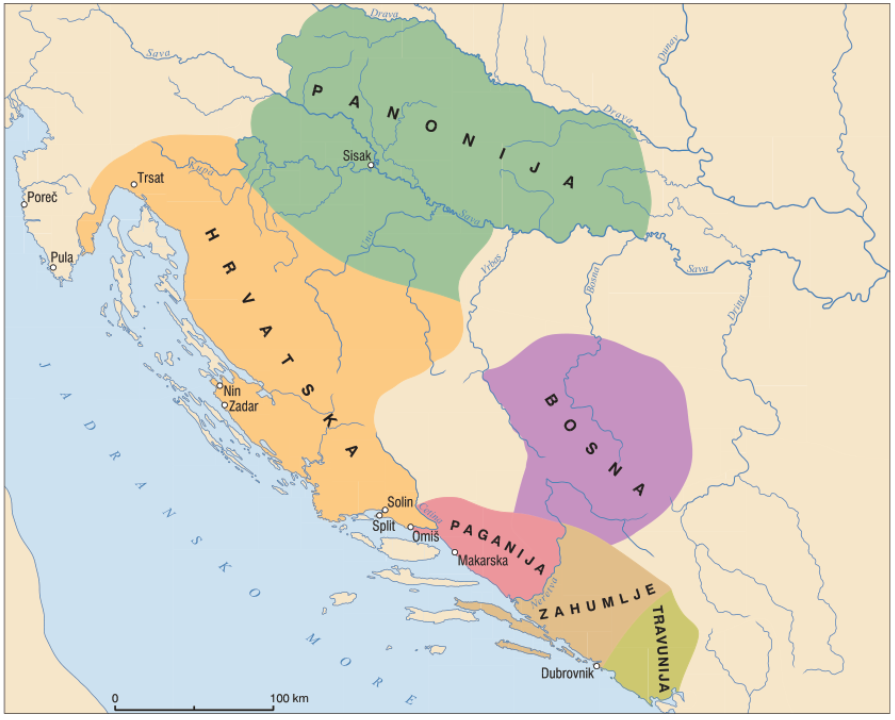 Drava
Sava
Dunav
PANONIJA
Drava
Sisak
Kupa
Trsat
Poreč
Sava
Una
Vrbas
Pula
HRVATSKA
Bosna
Sava
Drina
JADRANSKO MORE
Nin
Zadar
BOSNA
Solin
Split
Cetina
Omiš
PAGANIJA
Makarska
Neretva
ZAHUMLJE
TRAVUNIJA
Dubrovnik
0 100 km